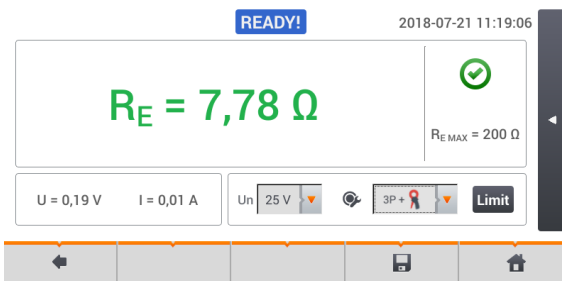 READY!
2018-07-21 11:19:06
RE = 7,78 Ω
RE MAX = 200 Ω
U = 0,19 V
I = 0,01 A
Un
25 V
3P +
Limit